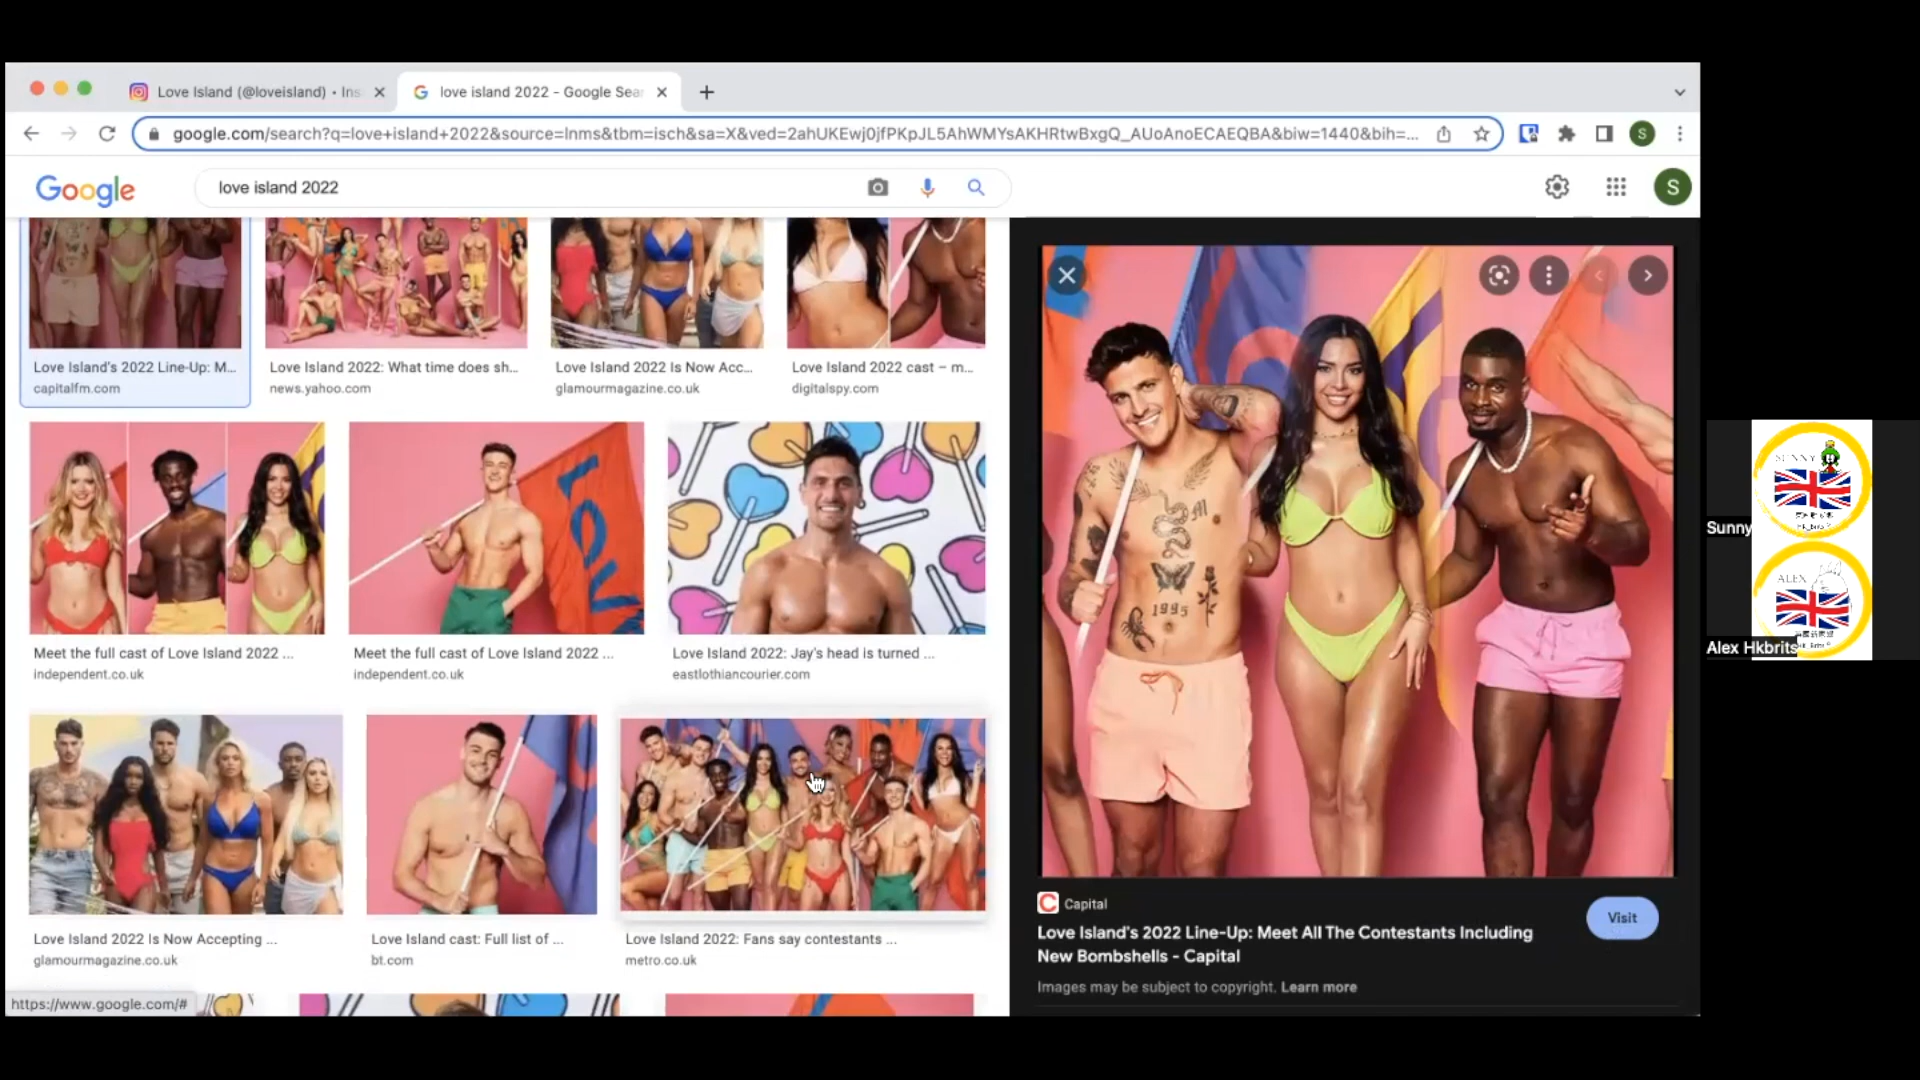 Love Island (@loveisland) • Ins
love island 2022 - Google Sear
google.com/search?q=love+island+2022&source=lnms&tbm=isch&sa=X&ved=2ahUKEwj0jfPKpJL5AhWMYsAKHRtwBxgQ_AUoAnoECAEQBA&biw=1440&bih=...
S
Google
love island 2022
S
Love Island's 2022 Line-Up: M...
capitalfm.com
Love Island 2022: What time does sh...
news.yahoo.com
Love Island 2022 Is Now Acc...
glamourmagazine.co.uk
Love Island 2022 cast – m...
digitalspy.com
LOVE
Meet the full cast of Love Island 2022 ...
independent.co.uk
Meet the full cast of Love Island 2022 ...
independent.co.uk
Love Island 2022: Jay's head is turned ...
eastlothiancourier.com
Love Island 2022 Is Now Accepting ...
glamourmagazine.co.uk
Love Island cast: Full list of ...
bt.com
Love Island 2022: Fans say contestants ...
metro.co.uk
https://www.google.com/#
1995
Capital
Love Island's 2022 Line-Up: Meet All The Contestants Including
New Bombshells - Capital
Visit
Images may be subject to copyright. Learn more
SUNNY
Sunny
ALEX
Alex Hkbrits